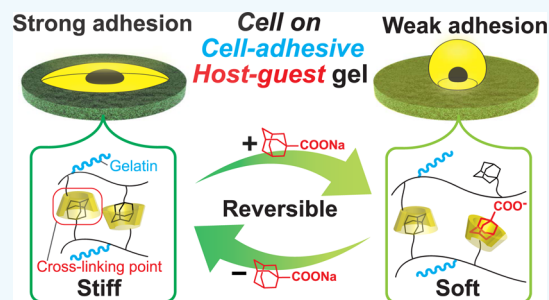 Strong adhesion
Cell on
Cell-adhesive
Host-guest gel
Weak adhesion
+ COONa
Gelatin
Reversible
COO-
Cross-linking point
− COONa
Stiff
Soft